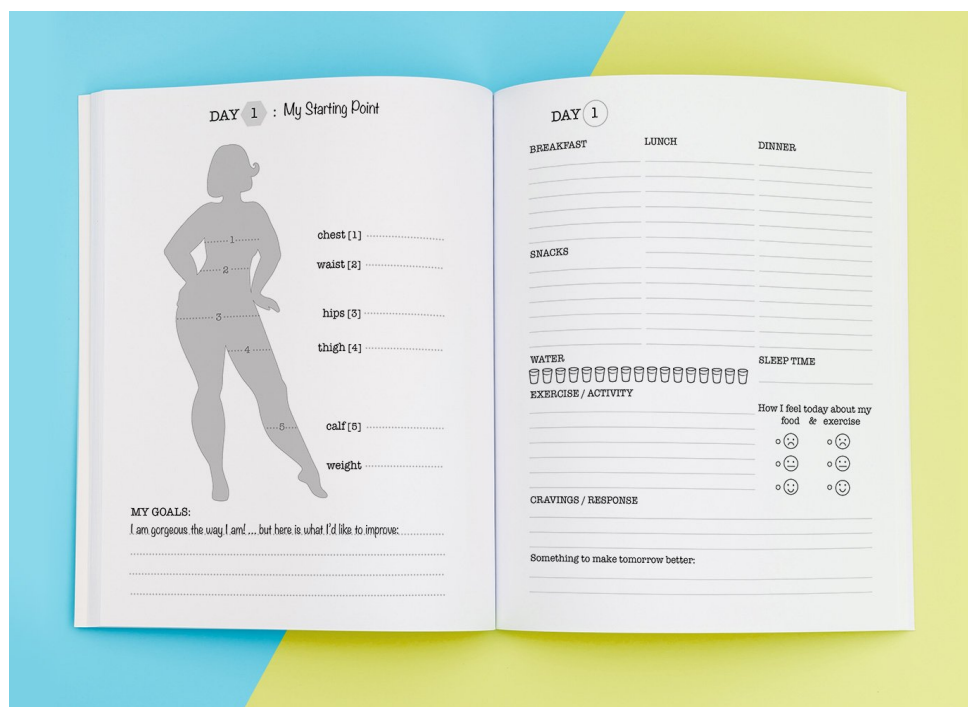 DAY 1 : My Starting Point
1
2
3
4
5
chest [1]
waist [2]
hips [3]
thigh [4]
calf [5]
weight
MY GOALS:
I am gorgeous the way I am! ... but here is what I'd like to improve:
DAY 1
BREAKFAST LUNCH DINNER
SNACKS
WATER SLEEP TIME
EXERCISE / ACTIVITY
How I feel today about my
food & exercise
CRAVINGS / RESPONSE
Something to make tomorrow better: